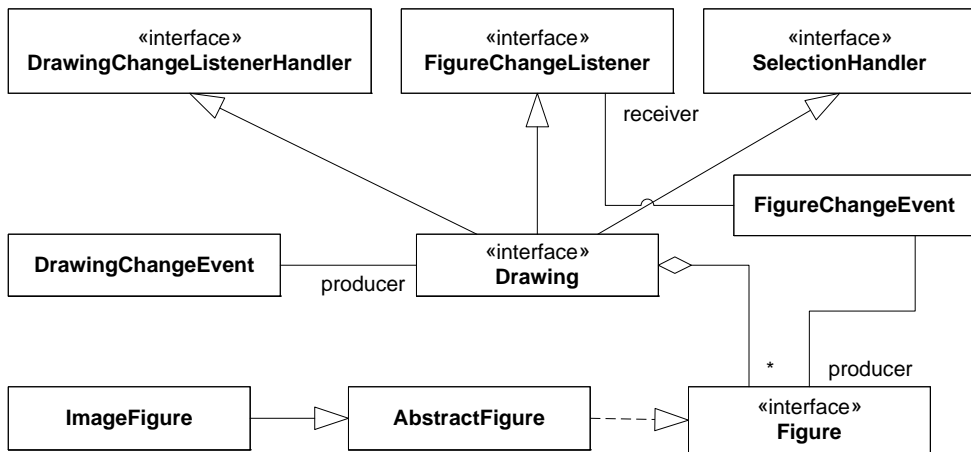 «interface»
DrawingChangeListenerHandler
«interface»
FigureChangeListener
«interface»
SelectionHandler
receiver
FigureChangeEvent
DrawingChangeEvent
producer
«interface»
Drawing
*
producer
ImageFigure
AbstractFigure
«interface»
Figure